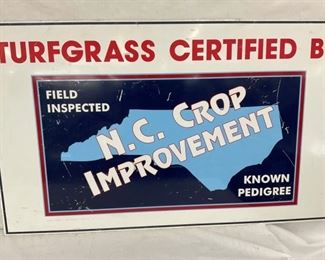 TURFGRASS CERTIFIED B
FIELD
INSPECTED
N.C. CROP
IMPROVEMENT
KNOWN
PEDIGREE